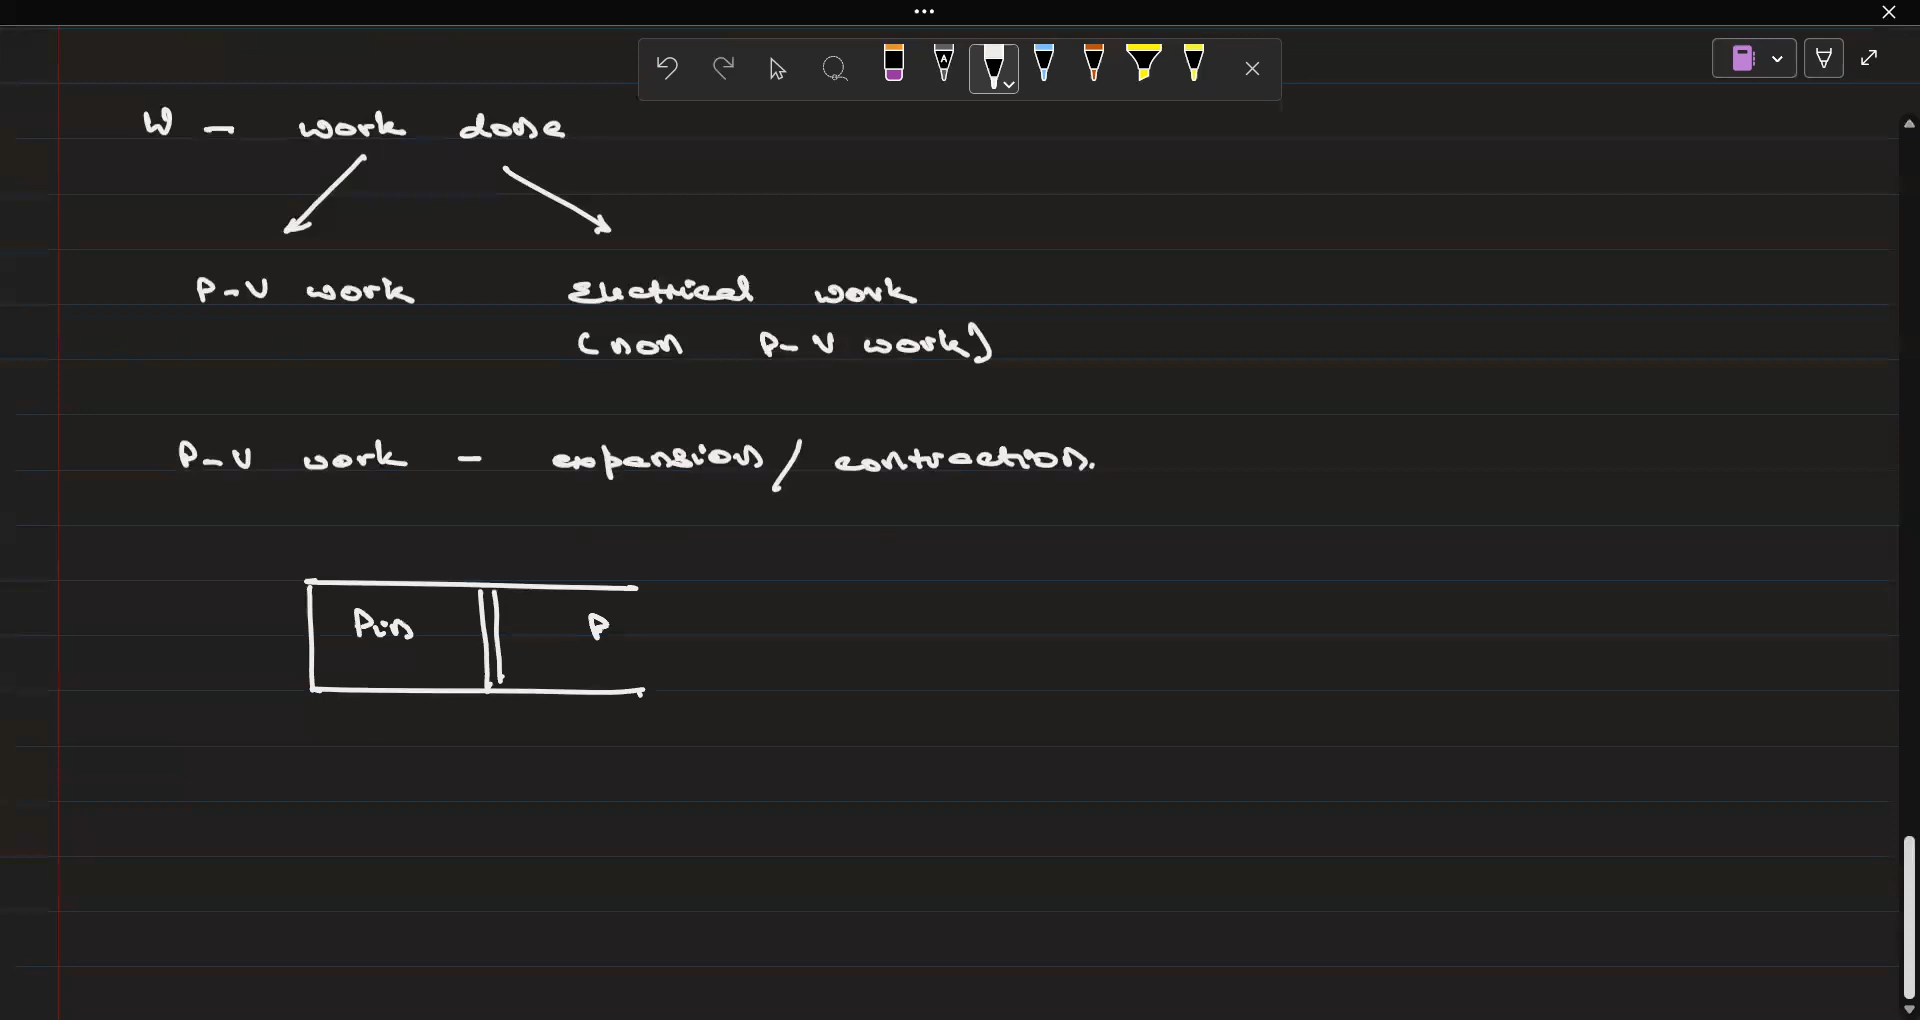 W - work done
P-V work Electrical work
(non P-V work)
P-V work - expansion/contraction.
Pin P